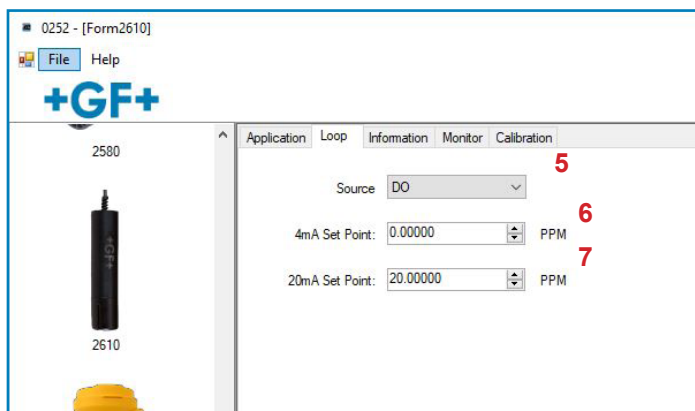 0252 - [Form2610]
File Help
+GF+
2580
+GF+
2610
Application Loop Information Monitor Calibration
5
Source DO
6
4mA Set Point: 0.00000 PPM
7
20mA Set Point: 20.00000 PPM